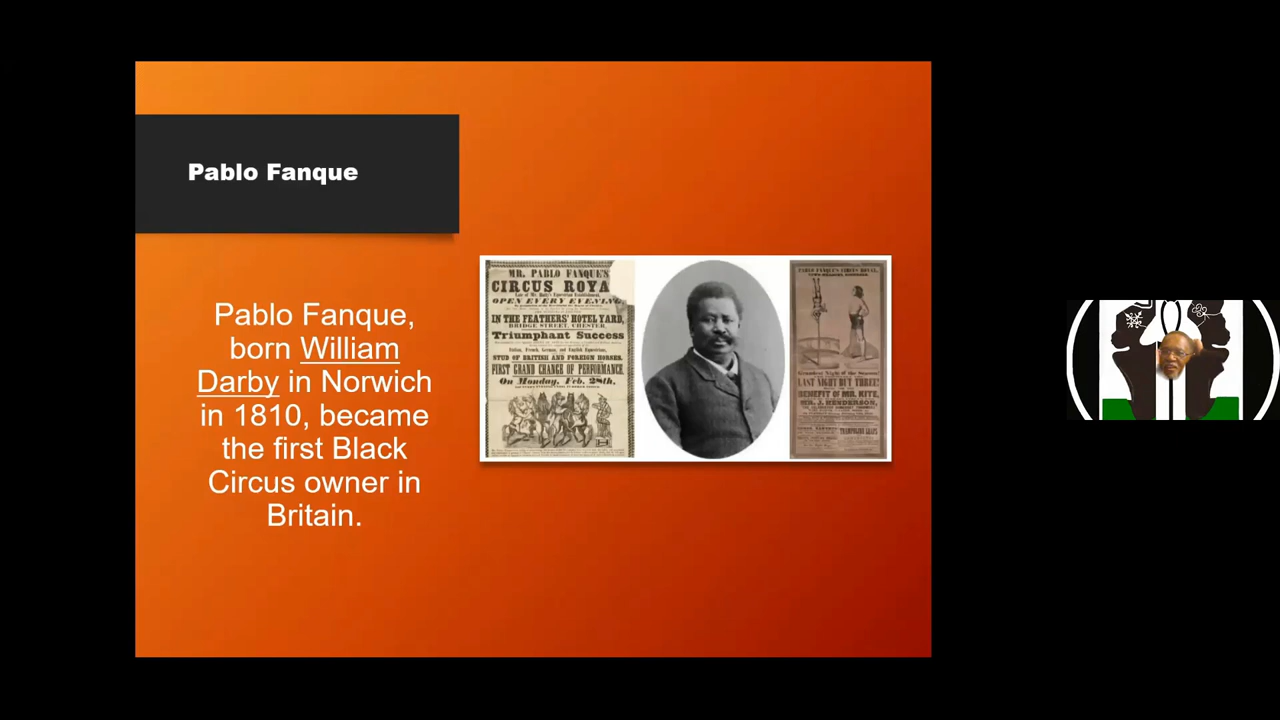 Pablo Fanque
Pablo Fanque,
born William
Darby in Norwich
in 1810, became
the first Black
Circus owner in
Britain.
MR. PABLO FANQUE'S
CIRCUS ROYA
OPEN EVERY EVENING,
IN THE FEATHERS' HOTEL YARD,
BRIDGE STREET, CHESTER,
Triumphant Success
STUD OF BRITISH AND FOREIGN HORSES,
FIRST GRAND CHANGE OF PERFORMANCE,
On Monday, Feb. 28th,
PABLO FANQUE'S CIRCUS ROYAL,
LAST NIGHT BUT THREE!
BENEFIT OF MR. KITE,
MR. J. HENDERSON,